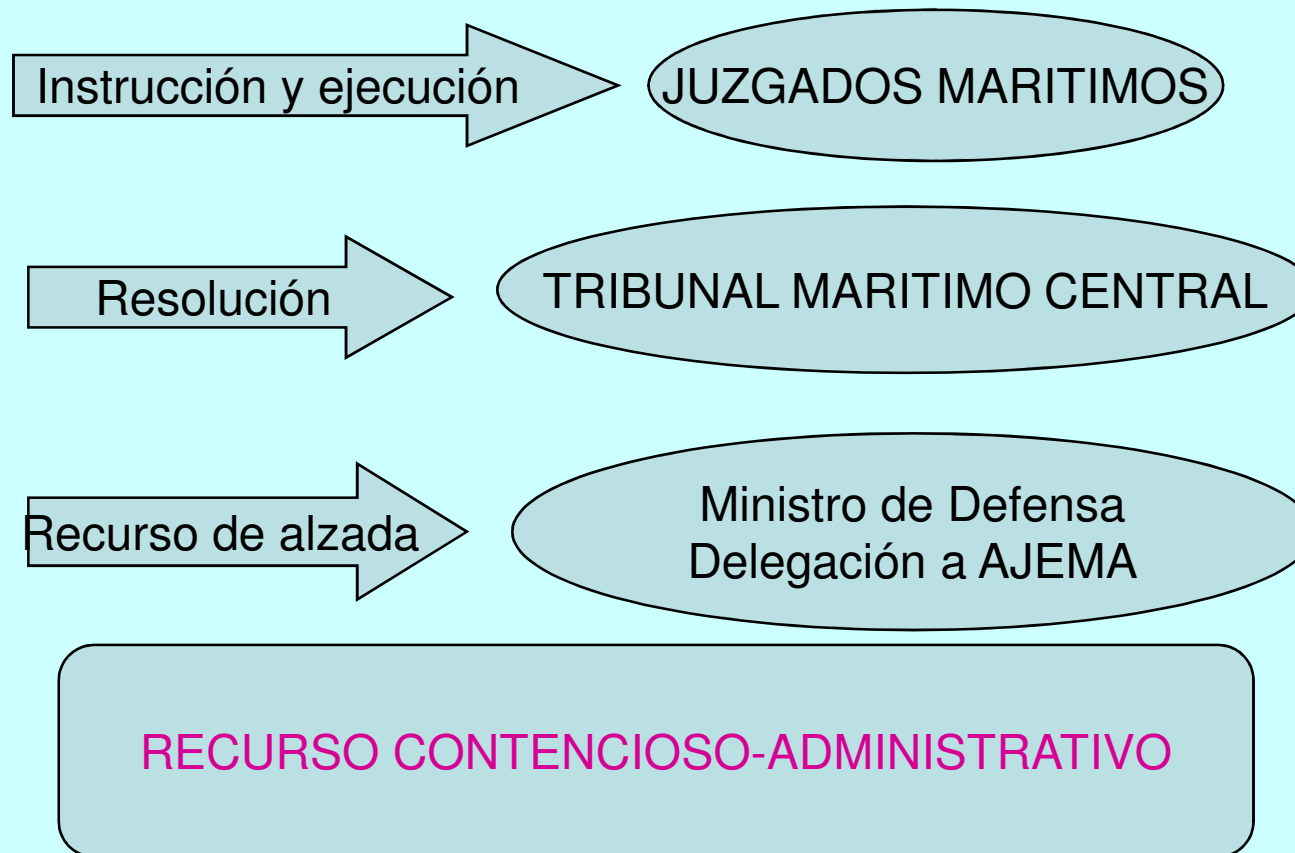 Instrucción y ejecución
JUZGADOS MARITIMOS
Resolución
TRIBUNAL MARITIMO CENTRAL
Recurso de alzada
Ministro de Defensa
Delegación a AJEMA
RECURSO CONTENCIOSO-ADMINISTRATIVO